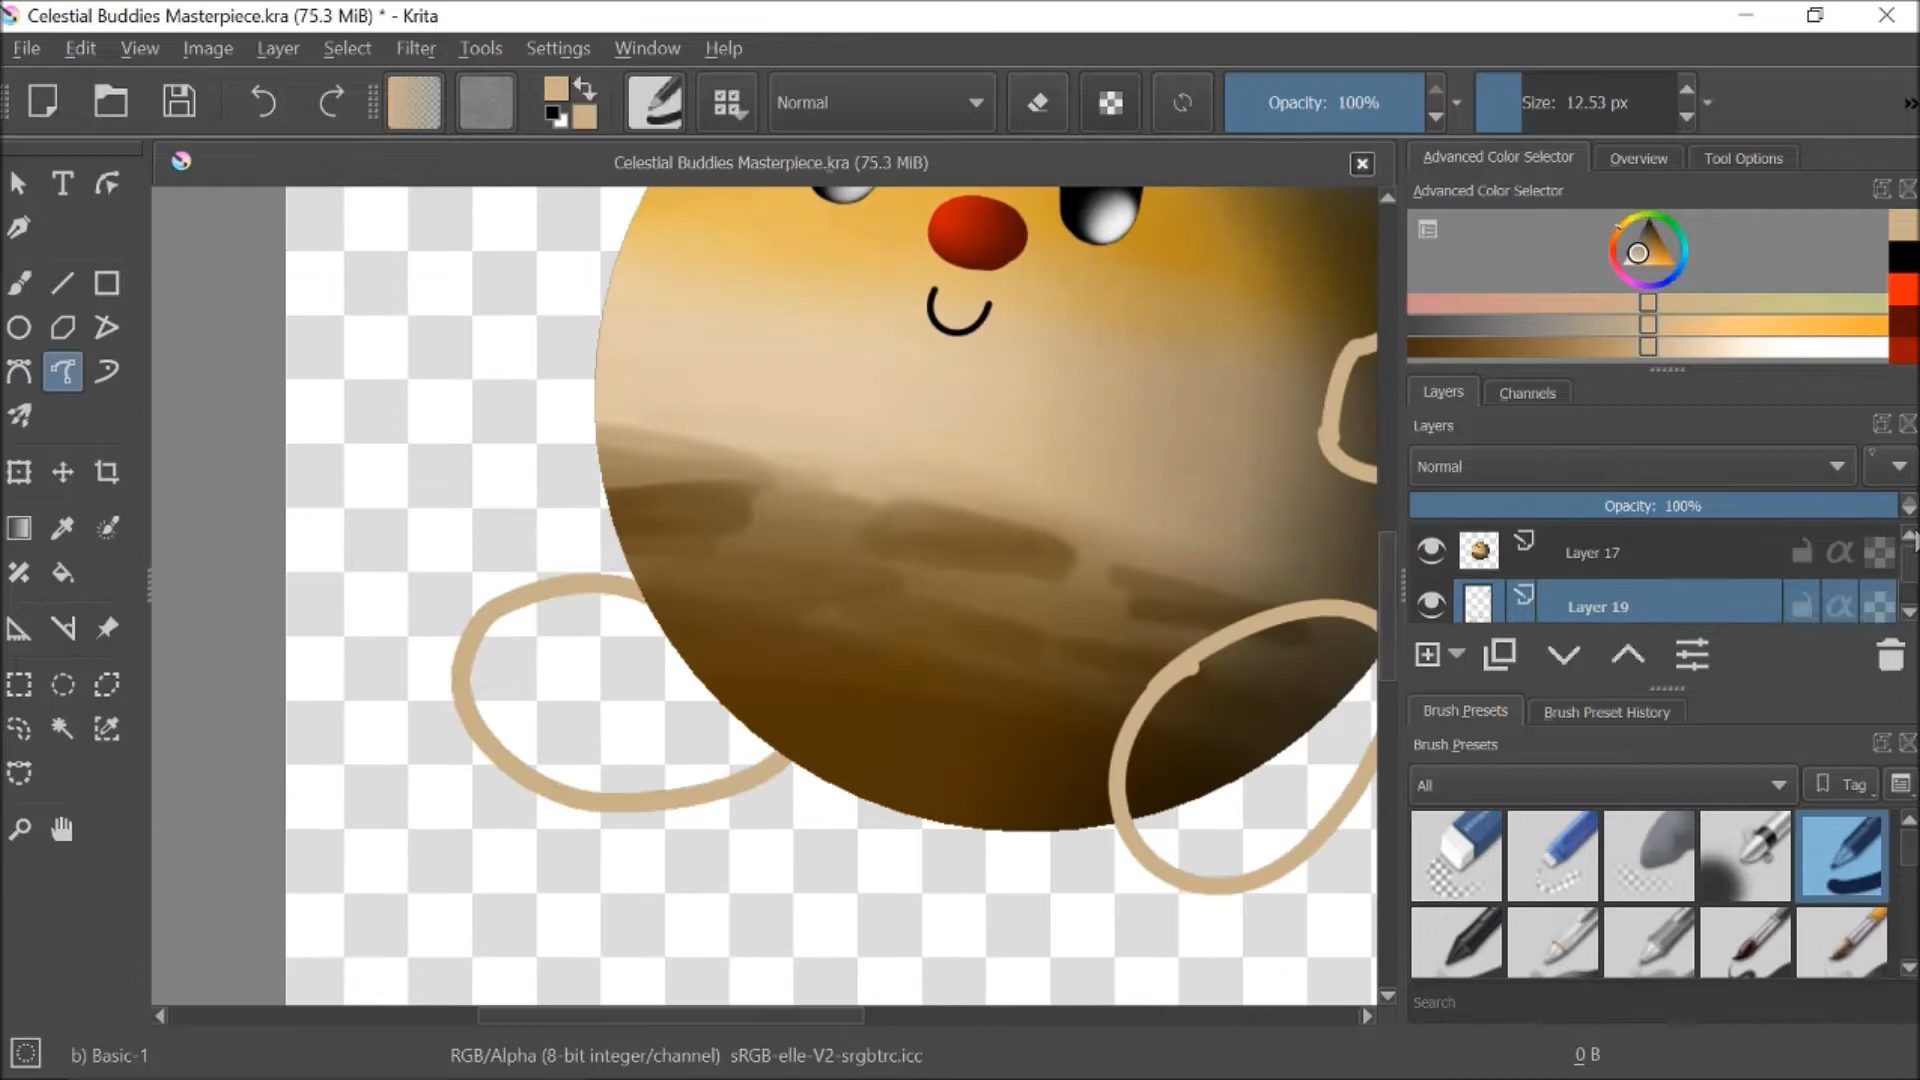 Celestial Buddies Masterpiece.kra (75.3 MiB) * - Krita
File Edit View Image Layer Select Filter Tools Settings Window Help
Normal Opacity: 100% Size: 12.53 px
Celestial Buddies Masterpiece.kra (75.3 MiB)
Advanced Color Selector Overview Tool Options
Advanced Color Selector
Layers Channels
Layers
Normal
Opacity: 100%
Layer 17
Layer 19
Brush Presets Brush Preset History
Brush Presets
All Tag
Search
b) Basic-1 RGB/Alpha (8-bit integer/channel) sRGB-elle-V2-srgbtrc.icc 0 B